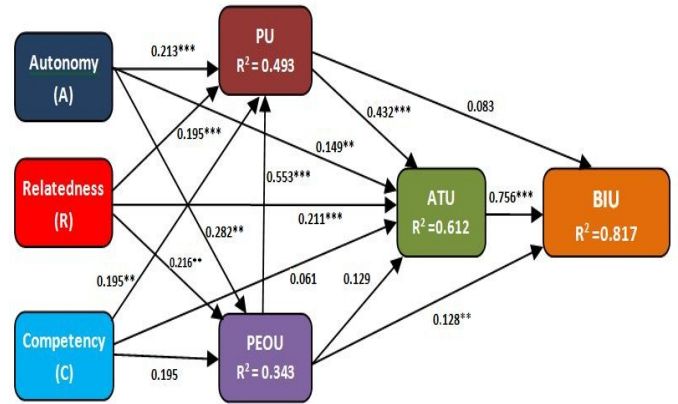 PU
R² = 0.493
Autonomy
(A)
0.213***
0.432***
0.083
0.195***
0.149**
Relatedness
(R)
0.553***
ATU
R² =0.612
0.756***
BIU
R² =0.817
0.211***
0.282**
0.216**
0.195**
0.061
0.129
0.128**
Competency
(C)
0.195
PEOU
R² = 0.343